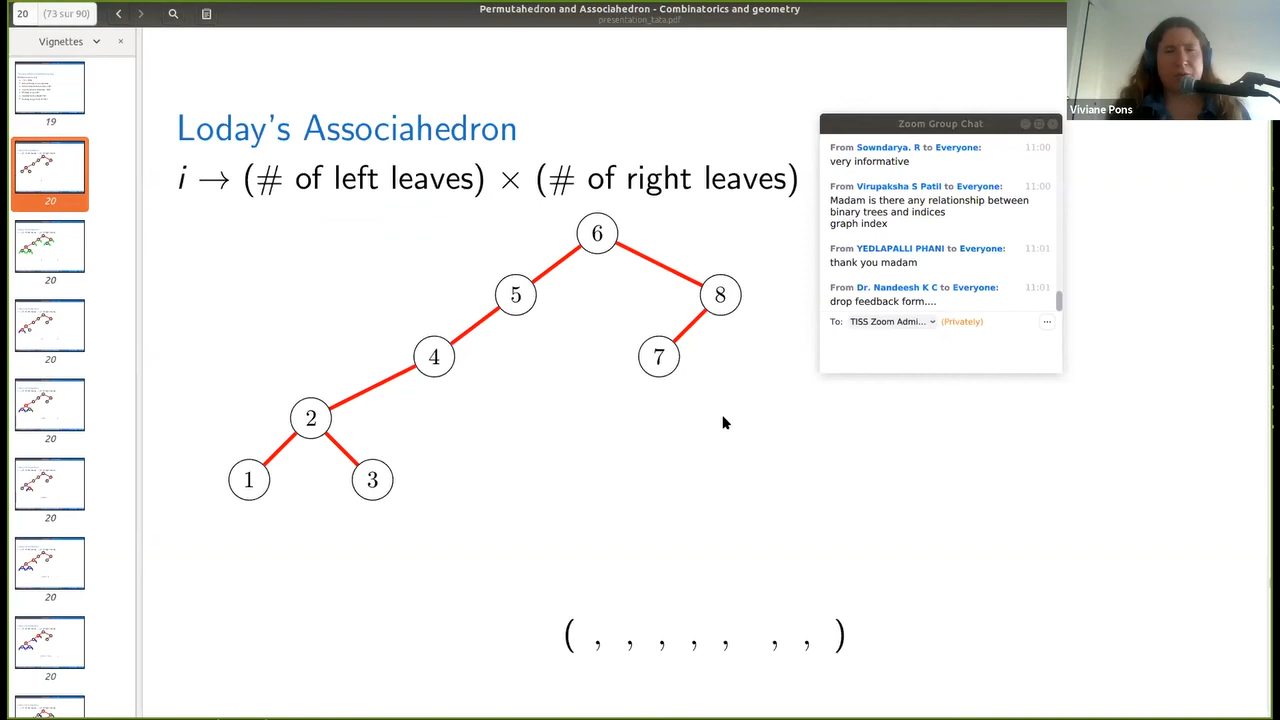 20 (73 sur 90)
Permutahedron and Associahedron - Combinatorics and geometry
presentation_tata.pdf
Vignettes
19
20
20
20
20
20
20
20
Loday's Associahedron
i → (# of left leaves) × (# of right leaves)
6
5
8
4
7
2
1
3
( , , , , , , , )
Zoom Group Chat
From Sowndarya. R to Everyone: 11:00
very informative
From Virupaksha S Patil to Everyone: 11:00
Madam is there any relationship between
binary trees and indices
graph index
From YEDLAPALLI PHANI to Everyone: 11:01
thank you madam
From Dr. Nandeesh K C to Everyone: 11:01
drop feedback form....
To: TISS Zoom Admi... (Privately) ...
Viviane Pons